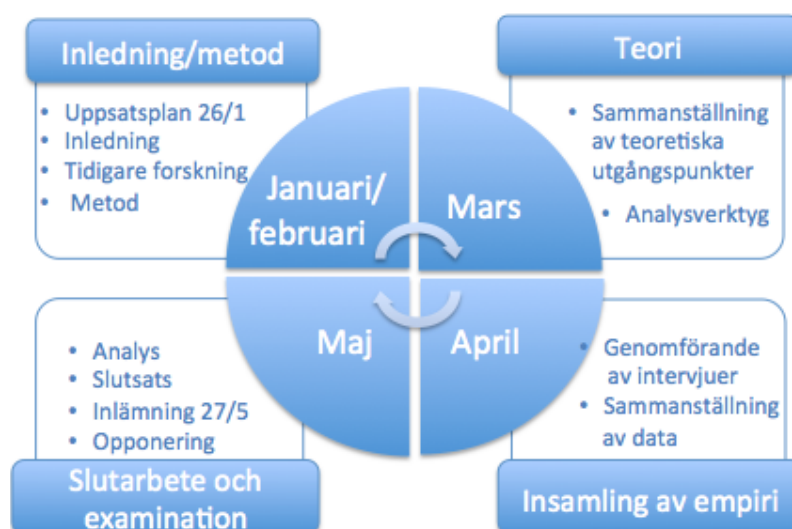 Inledning/metod
• Uppsatsplan 26/1
• Inledning
• Tidigare forskning
• Metod
Januari/
februari
Teori
• Sammanställning
av teoretiska
utgångspunkter
• Analysverktyg
Mars
Maj
• Analys
• Slutsats
• Inlämning 27/5
• Opponering
Slutarbete och
examination
April
• Genomförande
av intervjuer
• Sammanställning
av data
Insamling av empiri